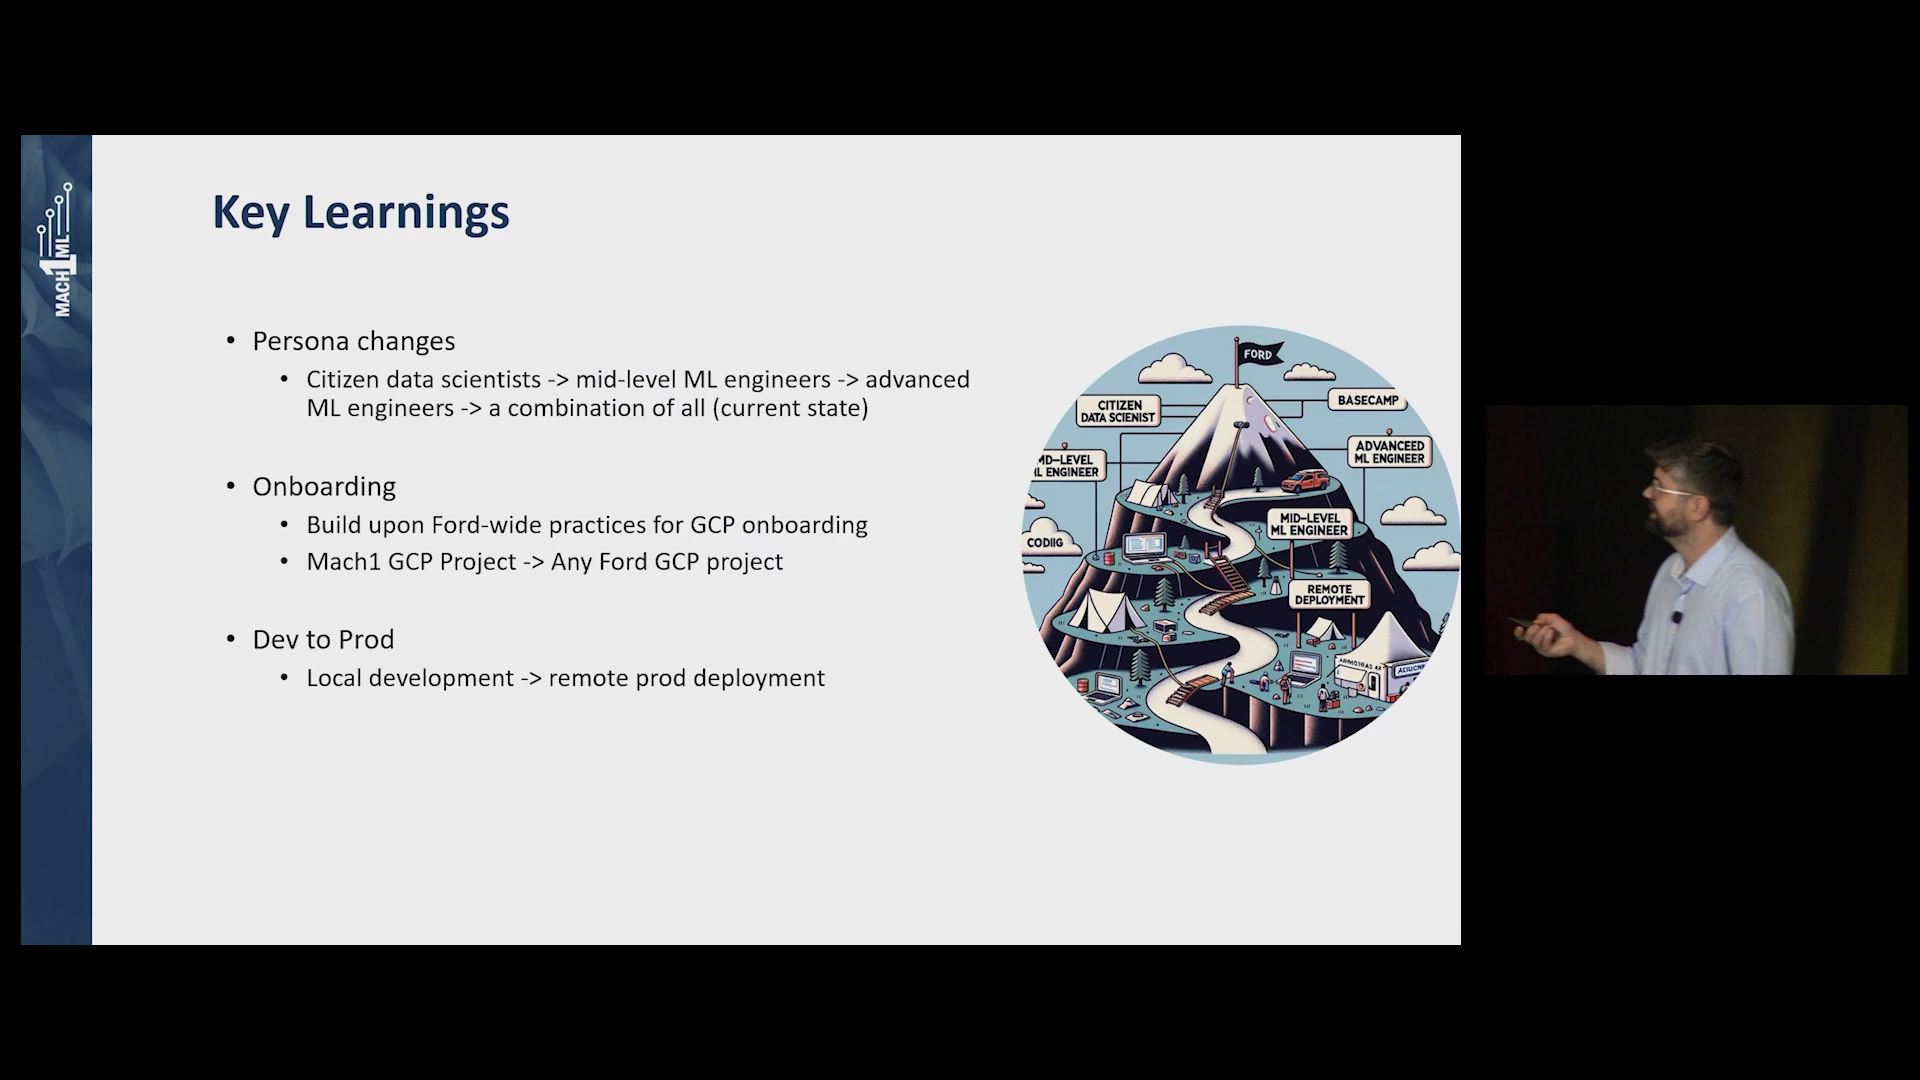 MACH1ML
Key Learnings
• Persona changes
• Citizen data scientists -> mid-level ML engineers -> advanced
ML engineers -> a combination of all (current state)
• Onboarding
• Build upon Ford-wide practices for GCP onboarding
• Mach1 GCP Project -> Any Ford GCP project
• Dev to Prod
• Local development -> remote prod deployment
FORD
CITIZEN
DATA SCIENIST
BASECAMP
ADVANCEED
ML ENGINEER
MID-LEVEL
ML ENGINEER
CODIIG
REMOTE
DEPLOYMENT